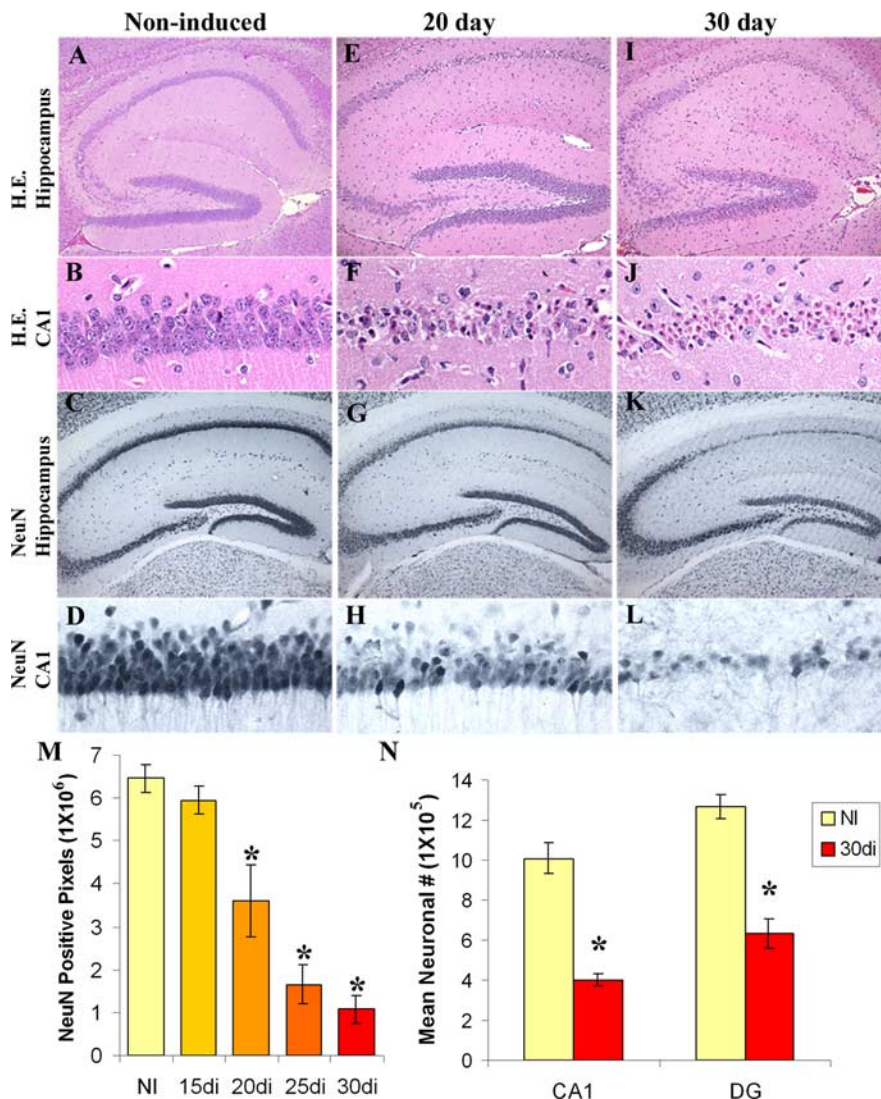 Non-induced 20 day 30 day
A E I
H.E.
Hippocampus
B F J
H.E.
CA1
C G K
NeuN
Hippocampus
D H L
NeuN
CA1
M
NeuN Positive Pixels (1X10⁶)
7
6
5
4
3
2
1
0
* * *
NI 15di 20di 25di 30di
N
Mean Neuronal # (1X10⁵)
14
12
10
8
6
4
2
0
* *
CA1 DG
NI
30di